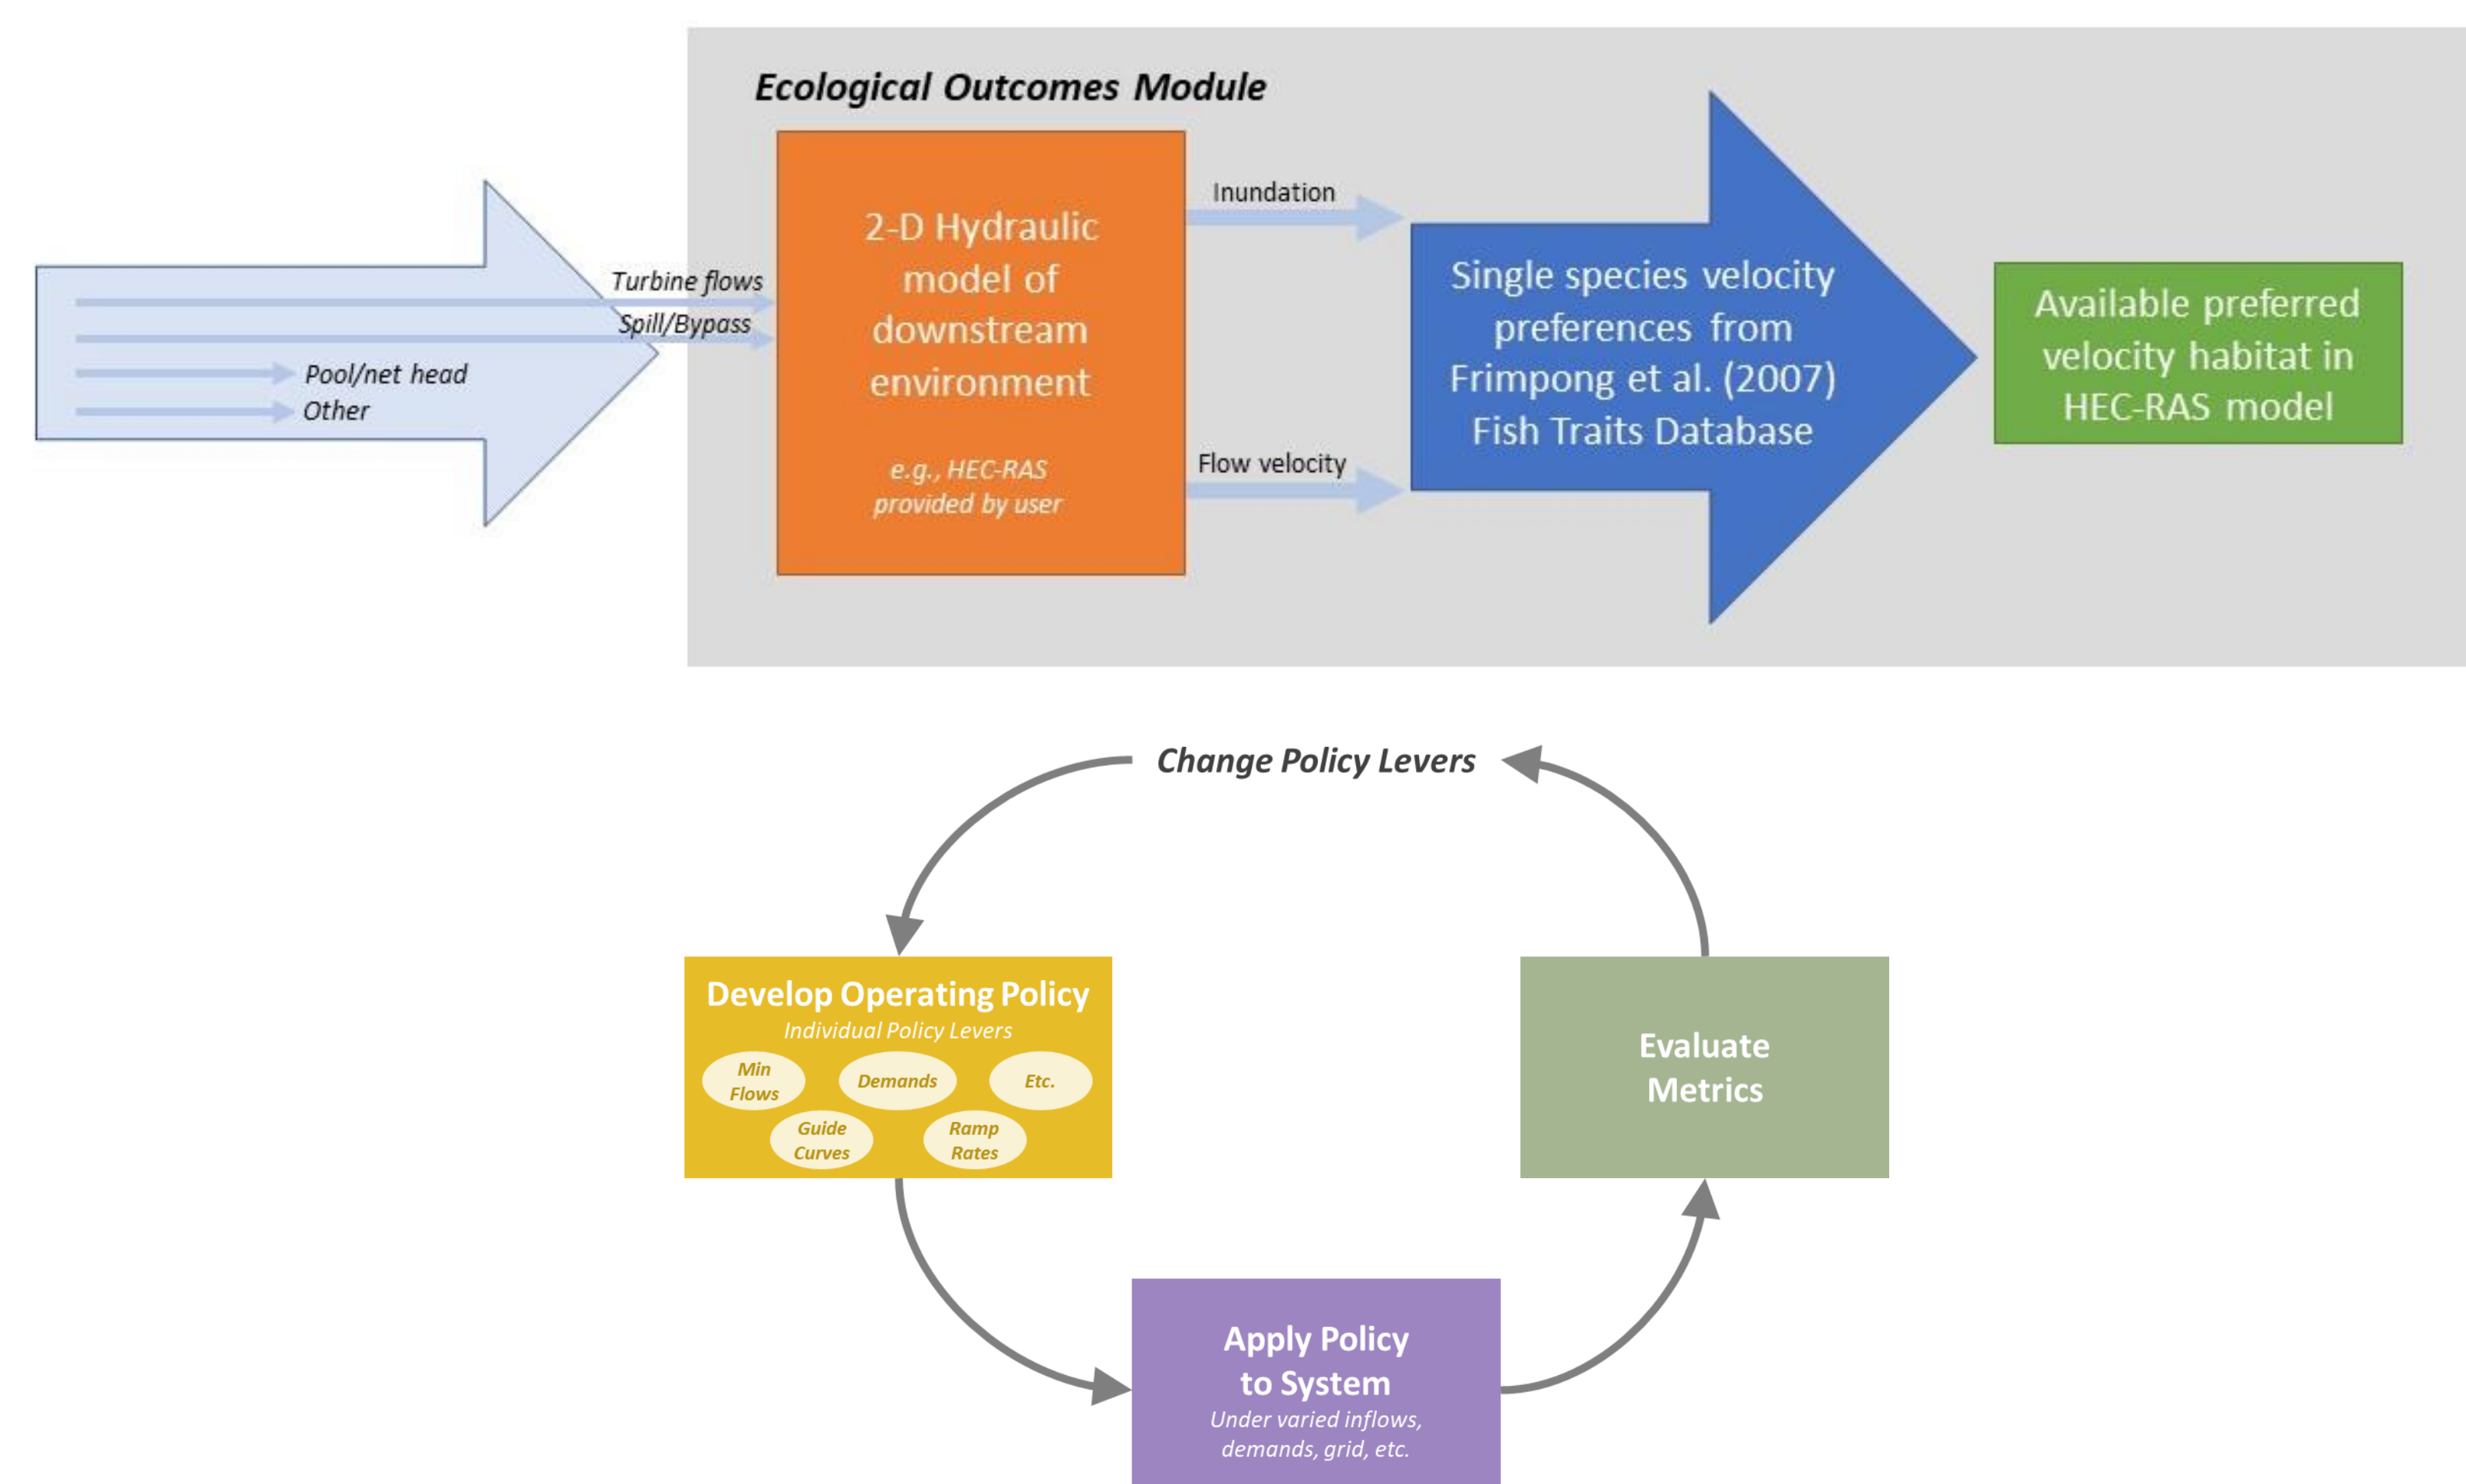 Ecological Outcomes Module
Turbine flows
Spill/Bypass
Pool/net head
Other
2-D Hydraulic
model of
downstream
environment
e.g., HEC-RAS
provided by user
Inundation
Flow velocity
Single species velocity
preferences from
Frimpong et al. (2007)
Fish Traits Database
Available preferred
velocity habitat in
HEC-RAS model
Change Policy Levers
Develop Operating Policy
Individual Policy Levers
Min
Flows
Demands
Etc.
Guide
Curves
Ramp
Rates
Evaluate
Metrics
Apply Policy
to System
Under varied inflows,
demands, grid, etc.